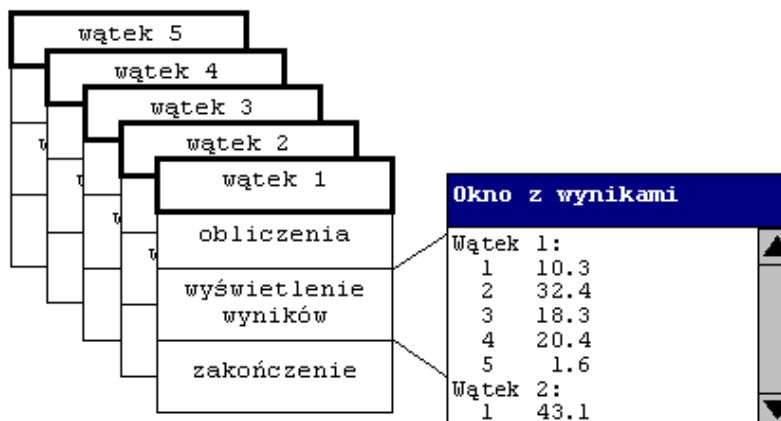 wątek 5
wątek 4
wątek 3
wątek 2
wątek 1
obliczenia
wyświetlenie
wyników
zakończenie
Okno z wynikami
Wątek 1:
1 10.3
2 32.4
3 18.3
4 20.4
5 1.6
Wątek 2:
1 43.1